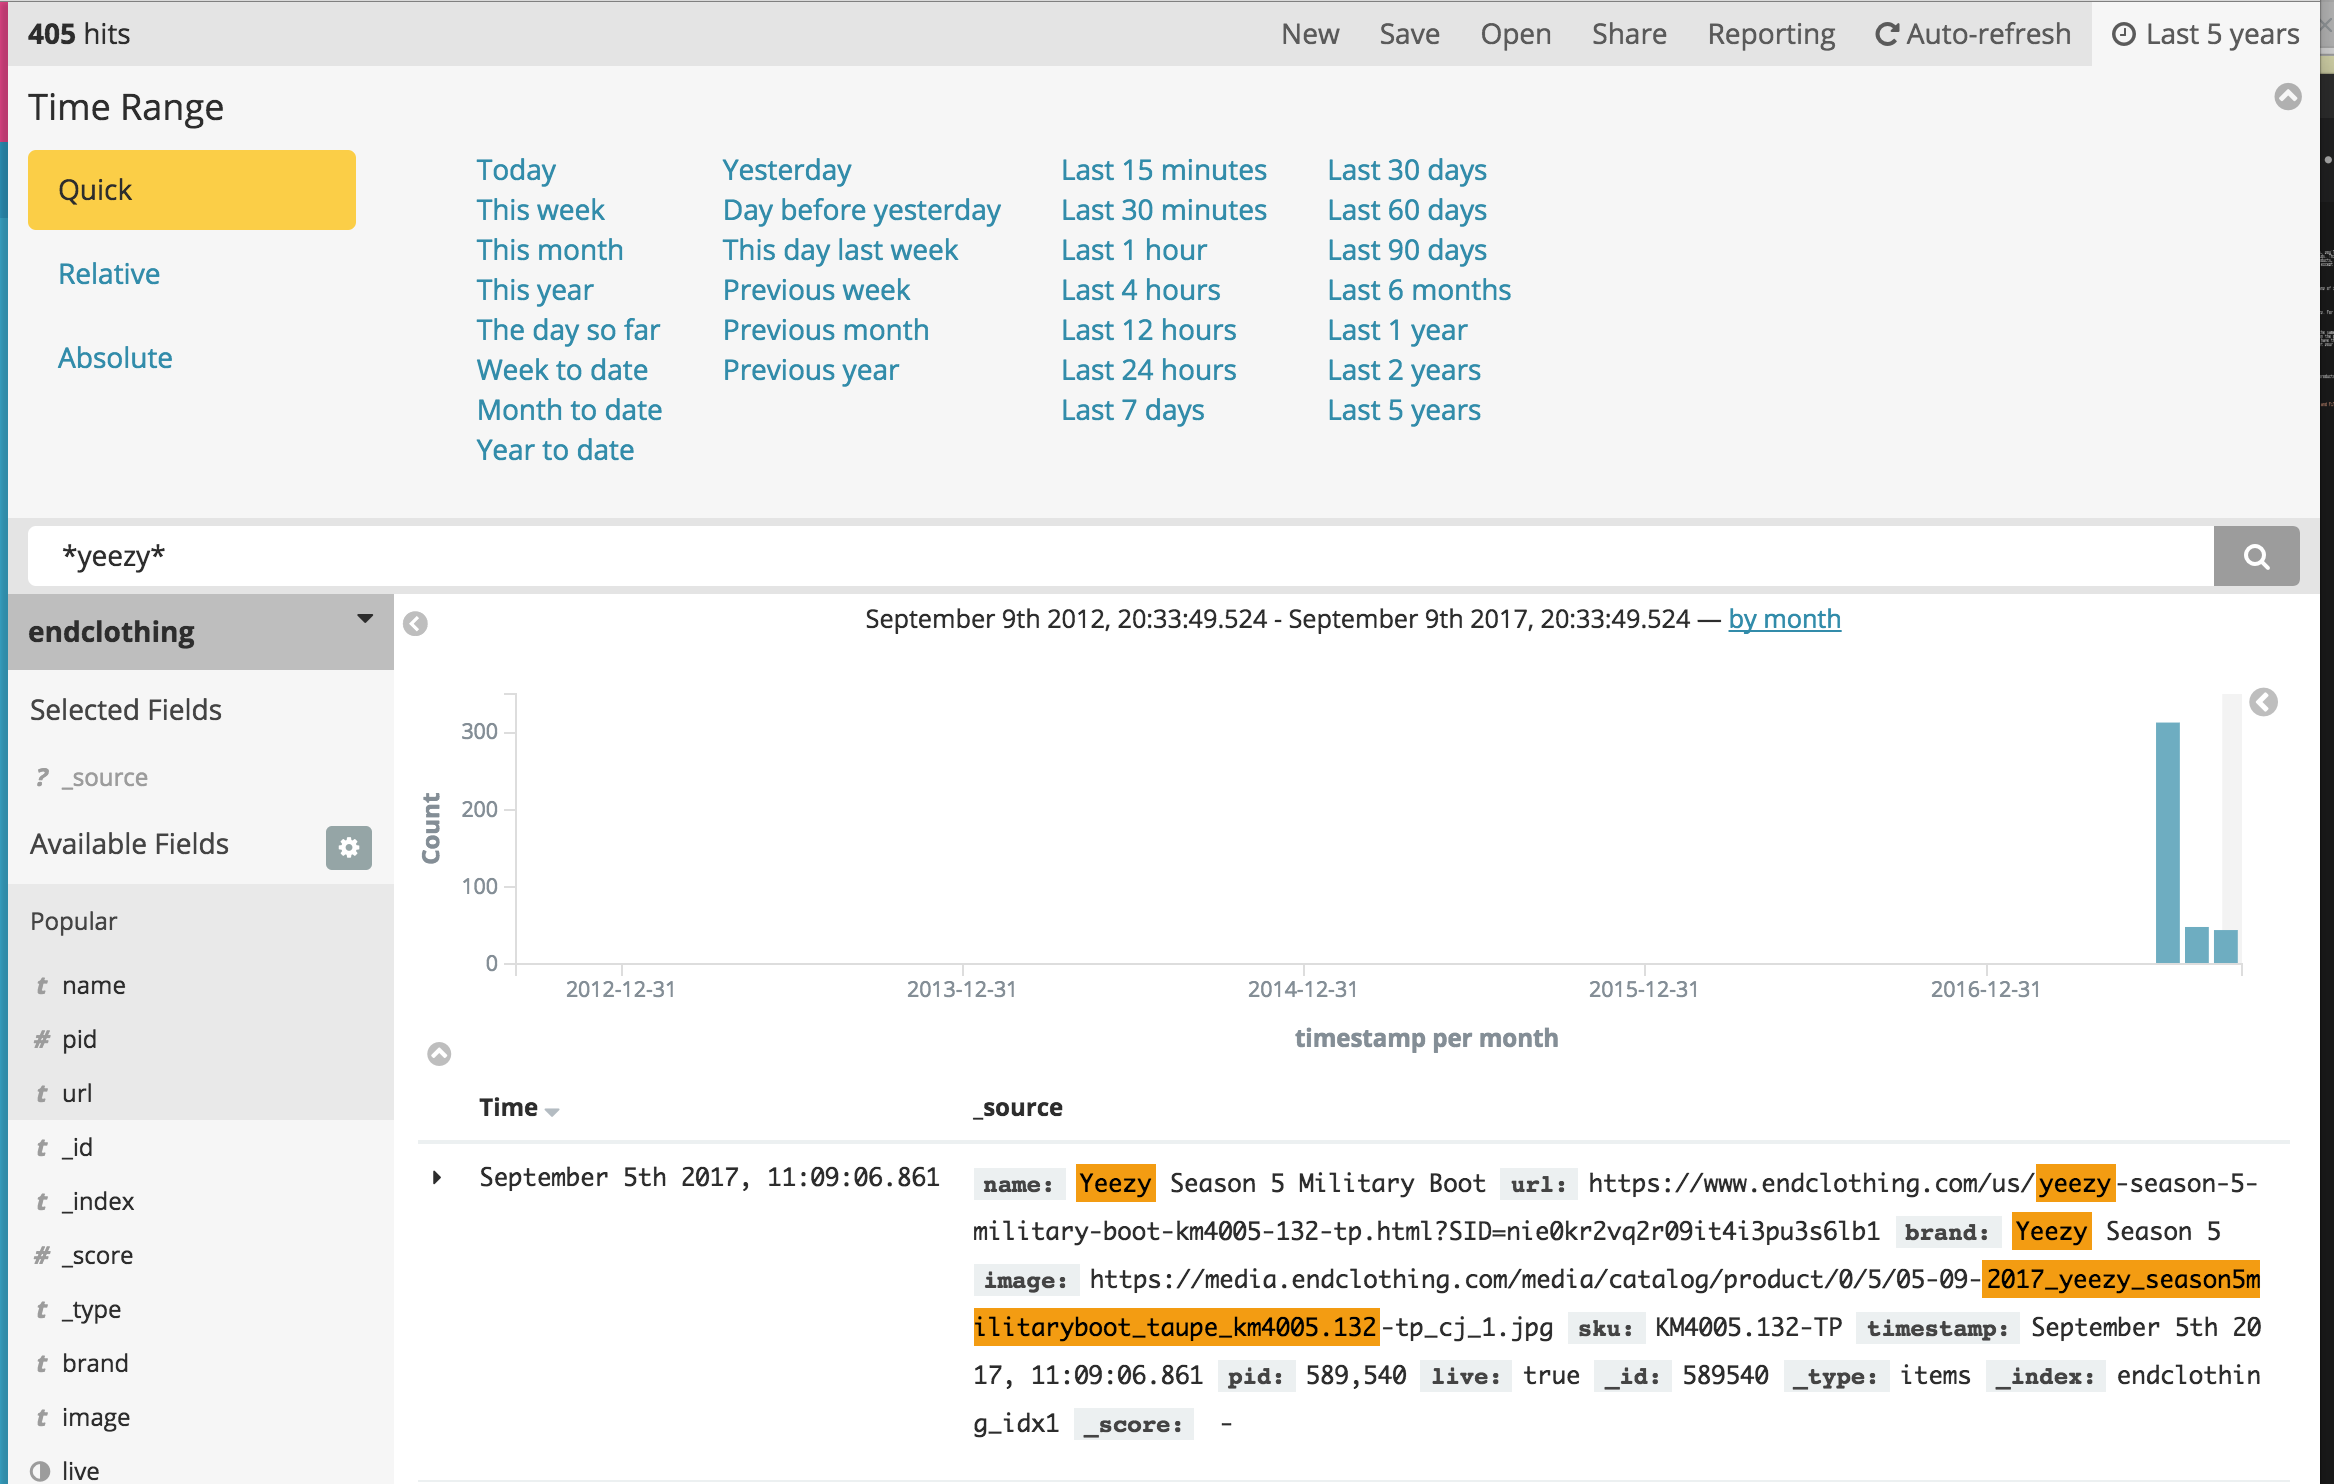 405 hits
New Save Open Share Reporting Auto-refresh Last 5 years
Time Range
Quick
Relative
Absolute
Today
This week
This month
This year
The day so far
Week to date
Month to date
Year to date
Yesterday
Day before yesterday
This day last week
Previous week
Previous month
Previous year
Last 15 minutes
Last 30 minutes
Last 1 hour
Last 4 hours
Last 12 hours
Last 24 hours
Last 7 days
Last 30 days
Last 60 days
Last 90 days
Last 6 months
Last 1 year
Last 2 years
Last 5 years
*yeezy*
endclothing
Selected Fields
? _source
Available Fields
Popular
t name
# pid
t url
t _id
t _index
# _score
t _type
t brand
t image
live
September 9th 2012, 20:33:49.524 - September 9th 2017, 20:33:49.524 — by month
Count
300
200
100
0
2012-12-31 2013-12-31 2014-12-31 2015-12-31 2016-12-31
timestamp per month
Time _source
September 5th 2017, 11:09:06.861
name: Yeezy Season 5 Military Boot url: https://www.endclothing.com/us/yeezy-season-5-
military-boot-km4005-132-tp.html?SID=nie0kr2vq2r09it4i3pu3s6lb1 brand: Yeezy Season 5
image: https://media.endclothing.com/media/catalog/product/0/5/05-09-2017_yeezy_season5m
ilitaryboot_taupe_km4005.132-tp_cj_1.jpg sku: KM4005.132-TP timestamp: September 5th 20
17, 11:09:06.861 pid: 589,540 live: true _id: 589540 _type: items _index: endclothin
g_idx1 _score: -